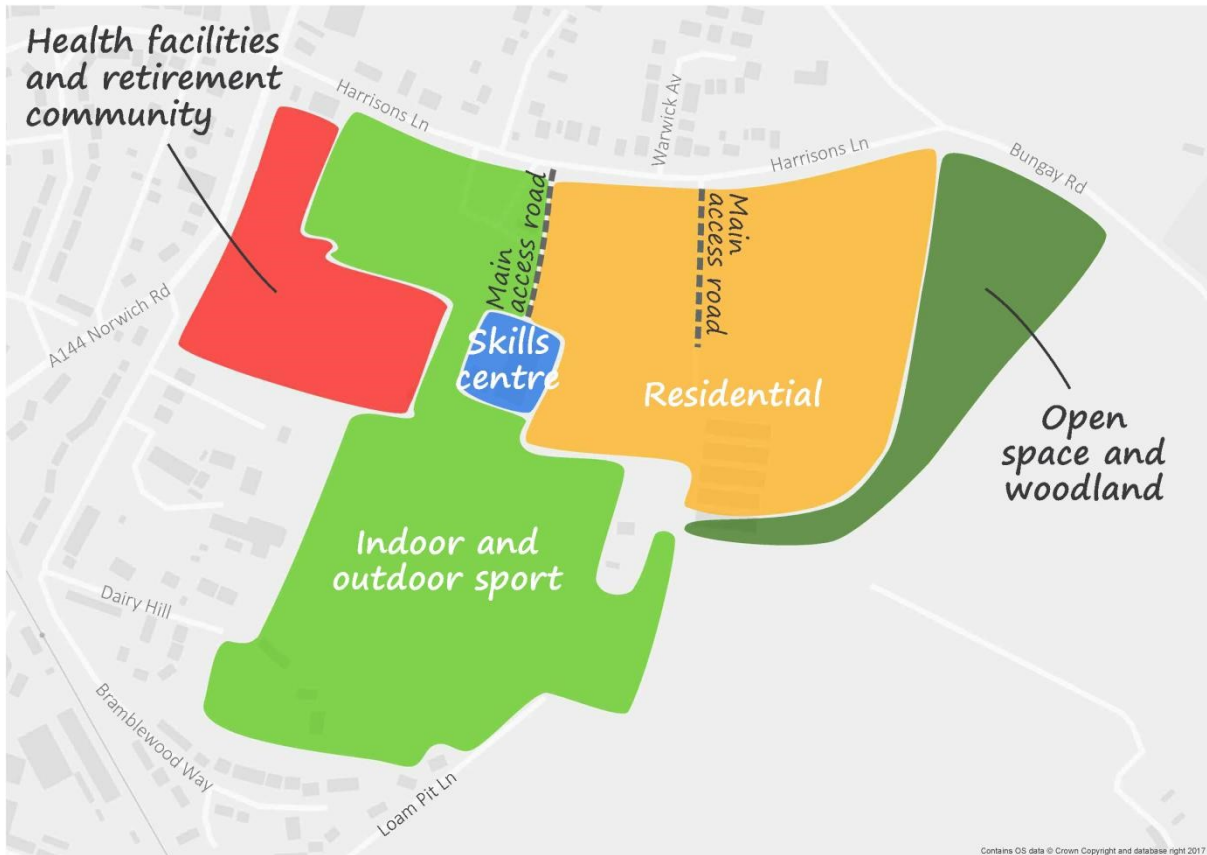 Health facilities
and retirement
community
Harrisons Ln
Warwick Av
Harrisons Ln
Bungay Rd
Main
access road
Main
access road
A144 Norwich Rd
Skills
centre
Residential
Open
space and
woodland
Indoor and
outdoor sport
Dairy Hill
Bramblewood Way
Loam Pit Ln
Contains OS data © Crown Copyright and database right 2017